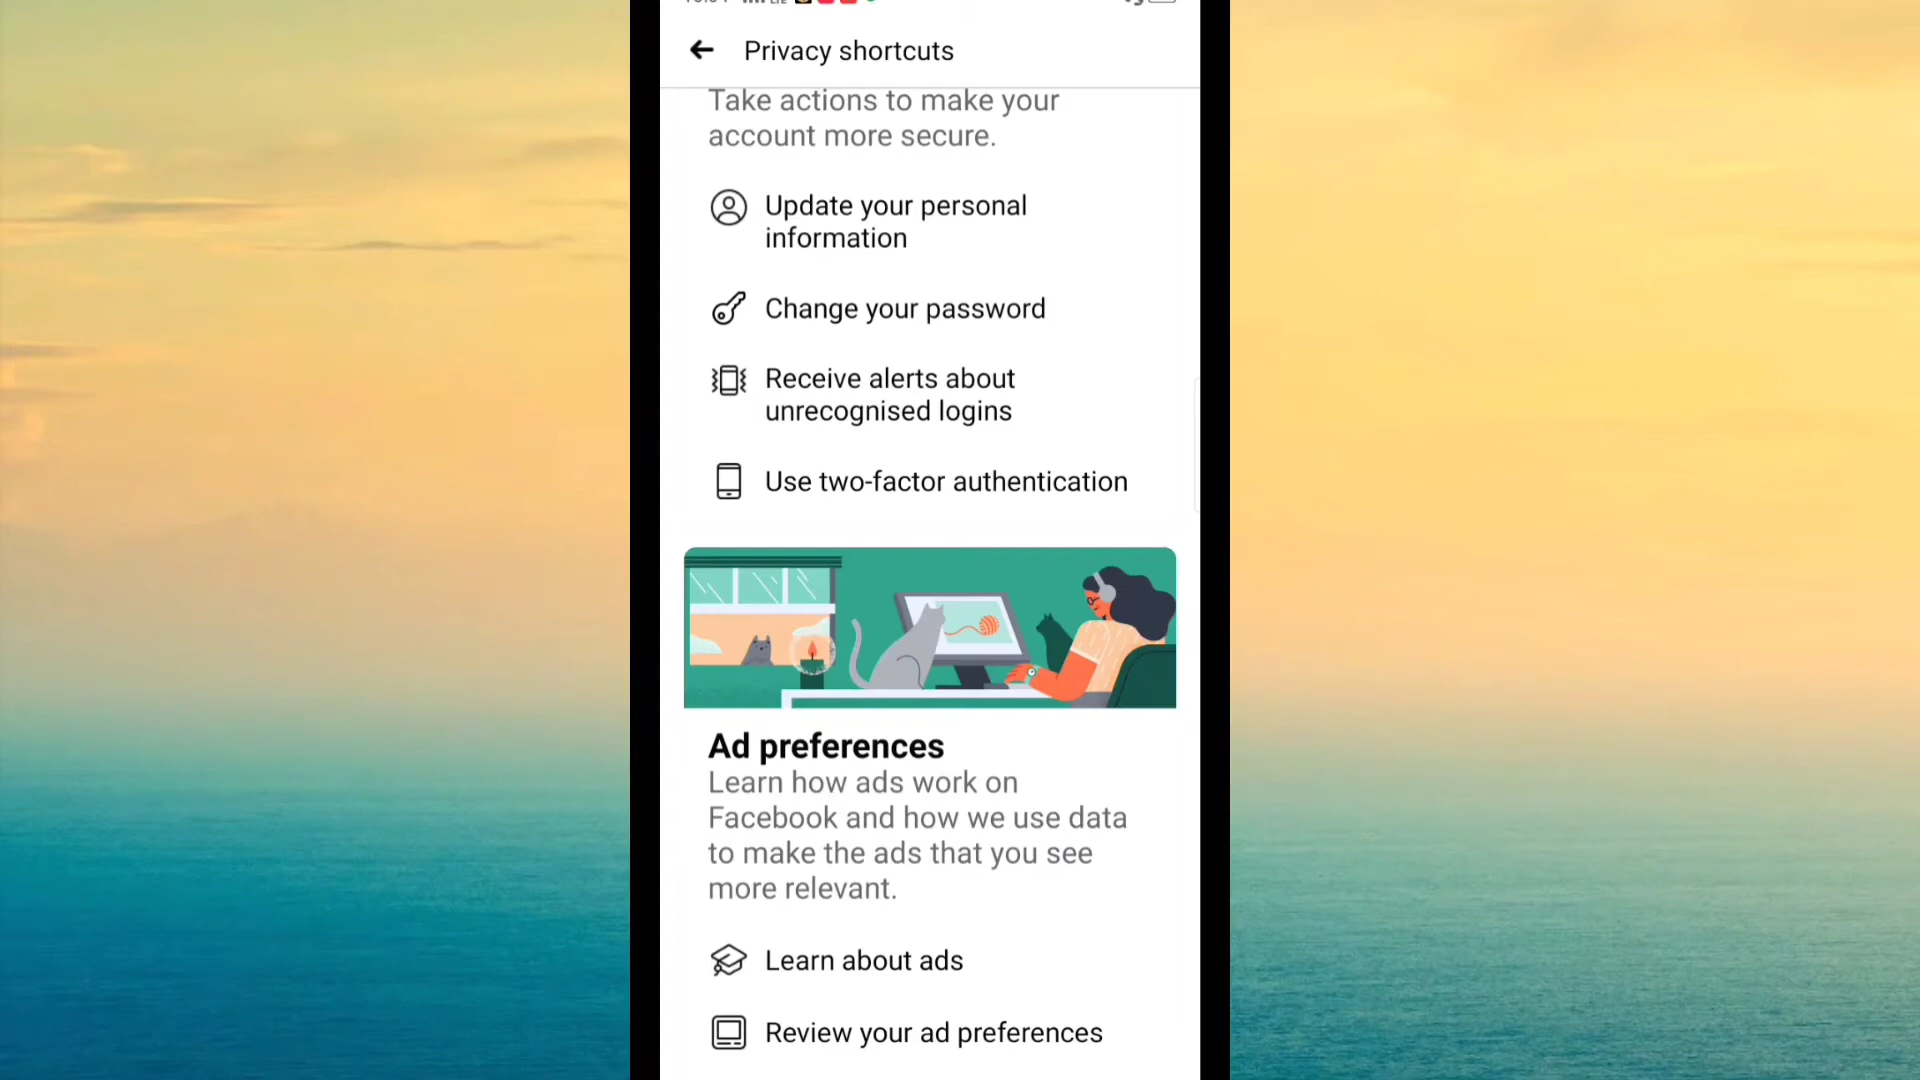 Privacy shortcuts
Take actions to make your
account more secure.
Update your personal
information
Change your password
Receive alerts about
unrecognised logins
Use two-factor authentication
Ad preferences
Learn how ads work on
Facebook and how we use data
to make the ads that you see
more relevant.
Learn about ads
Review your ad preferences